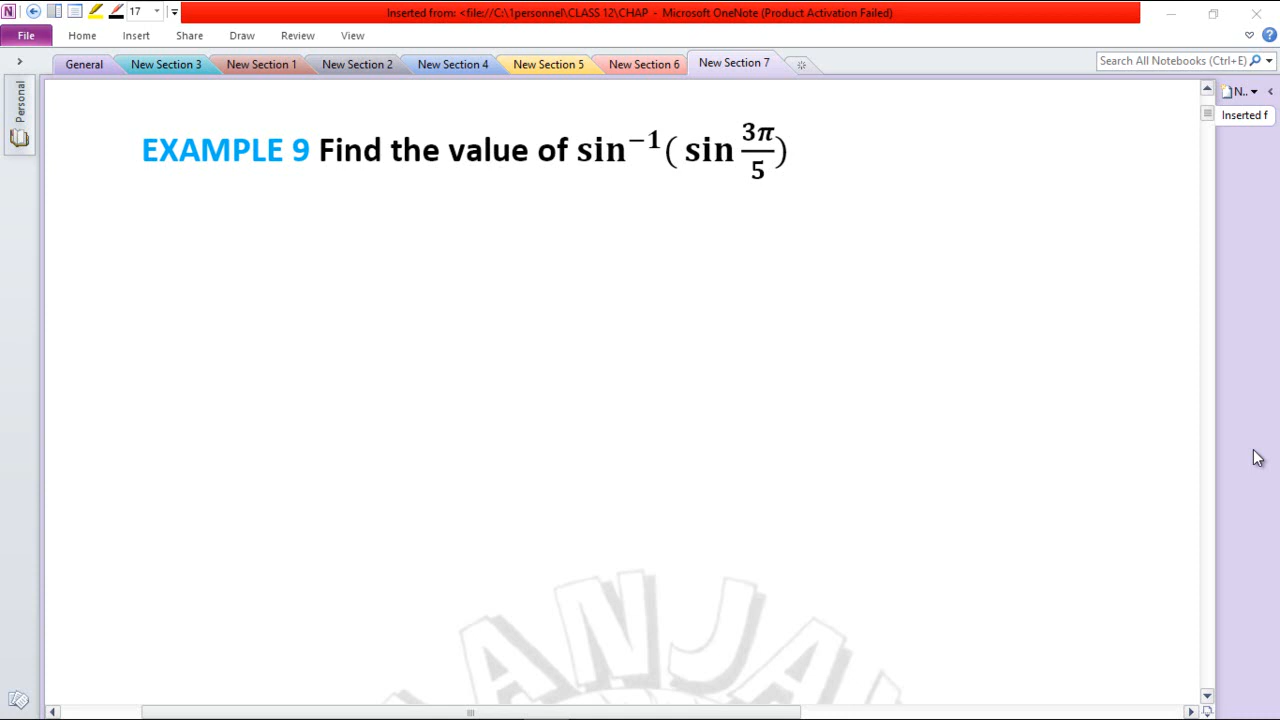 17 Inserted from: <file://C:\1personnel\CLASS 12\CHAP - Microsoft OneNote (Product Activation Failed)
File Home Insert Share Draw Review View
General New Section 3 New Section 1 New Section 2 New Section 4 New Section 5 New Section 6 New Section 7 Search All Notebooks (Ctrl+E)
N..
Inserted f
Personal
EXAMPLE 9 Find the value of sin⁻¹( sin 3π/5)
ANJA